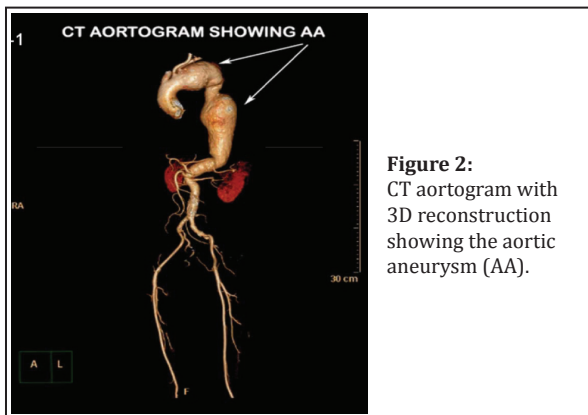 CT AORTOGRAM SHOWING AA
-1
RA
30 cm
A L
F
Figure 2:
CT aortogram with
3D reconstruction
showing the aortic
aneurysm (AA).